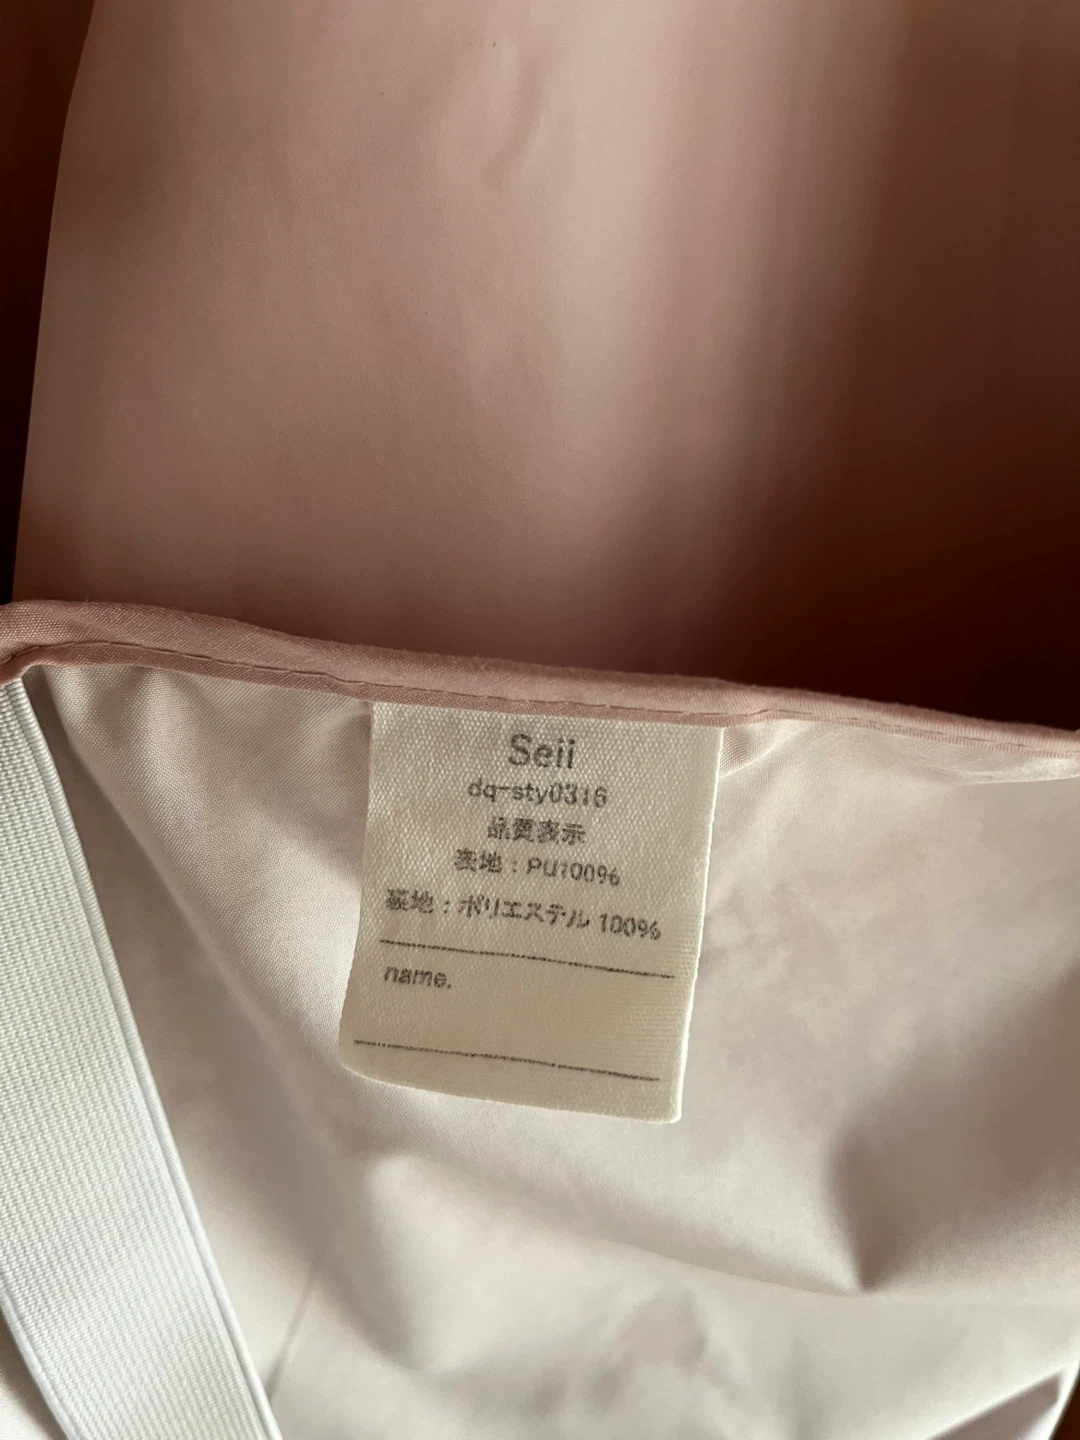 Seii
dq-sty0316
品質表示
表地：PU100%
裏地：ポリエステル 100%
name.